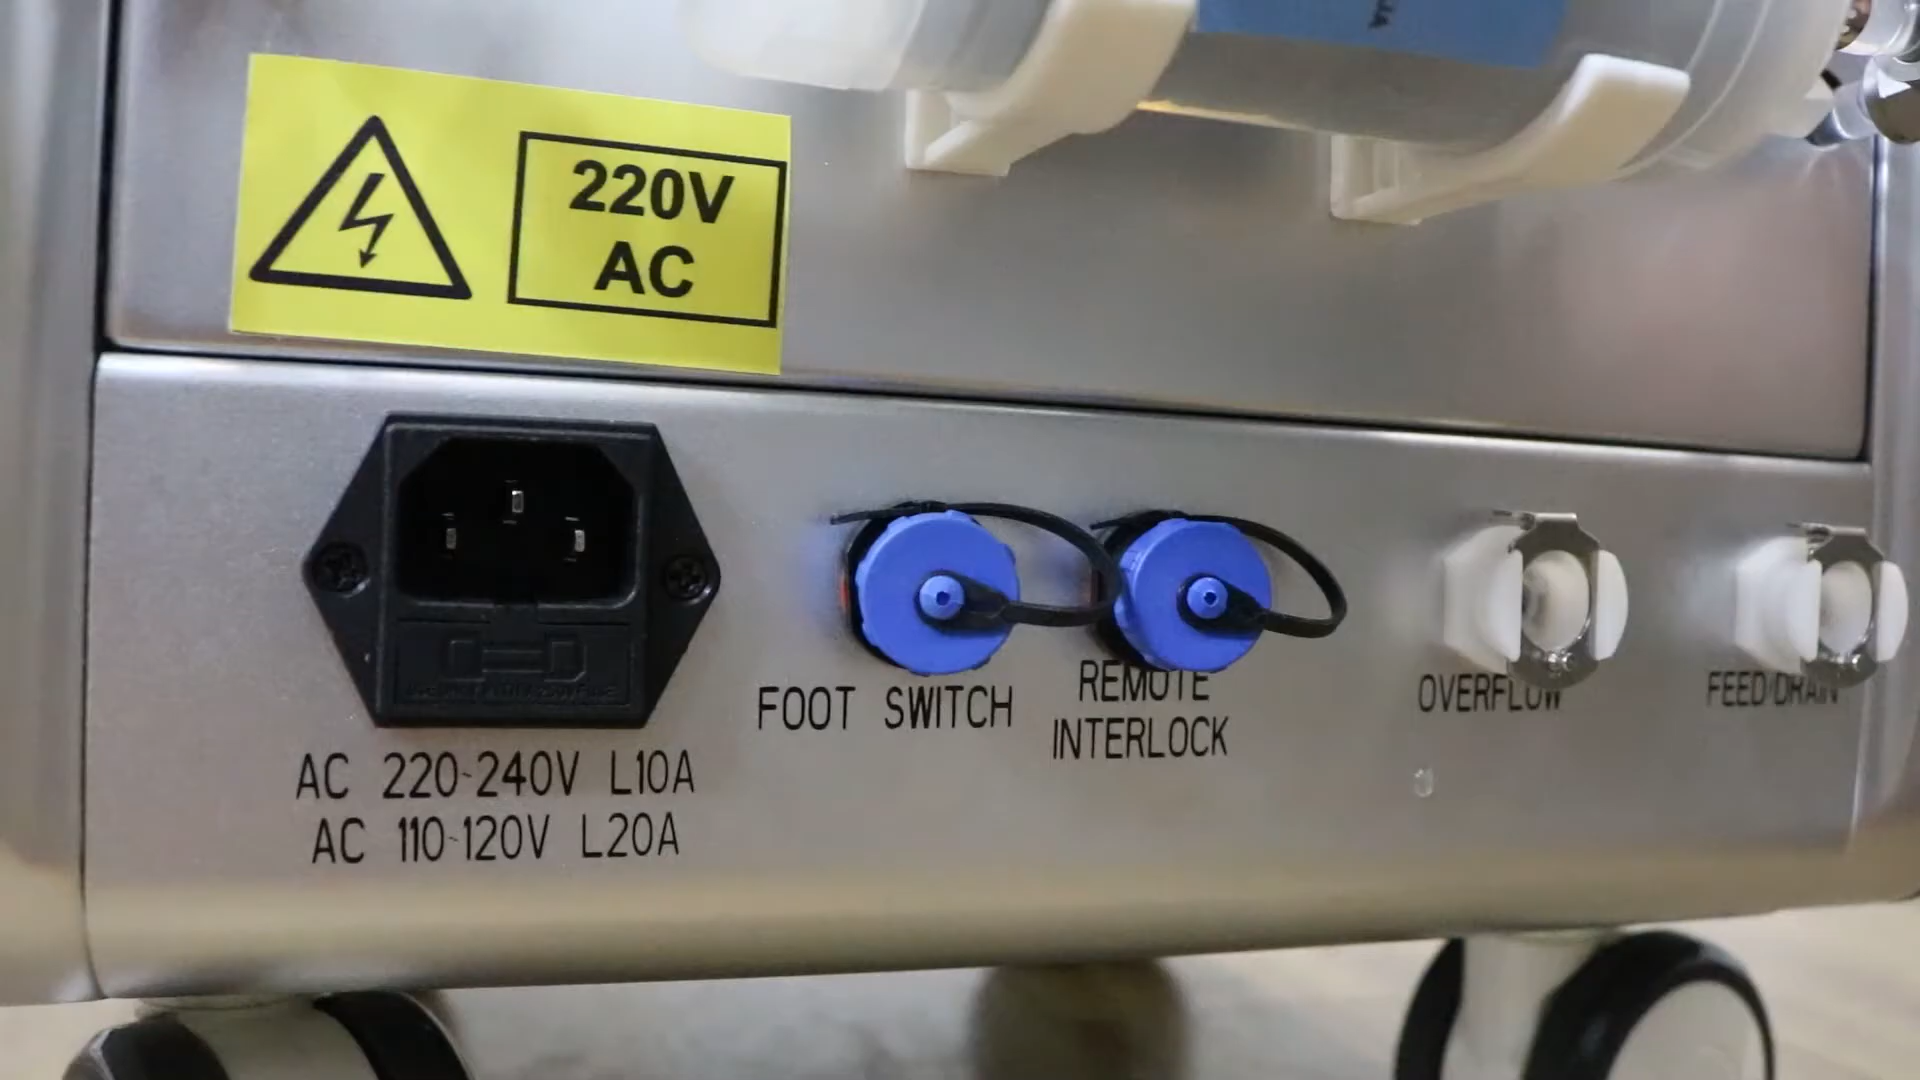 220V
AC
FOOT SWITCH
REMOTE
INTERLOCK
OVERFLOW
FEED/DRAIN
AC 220-240V L10A
AC 110-120V L20A